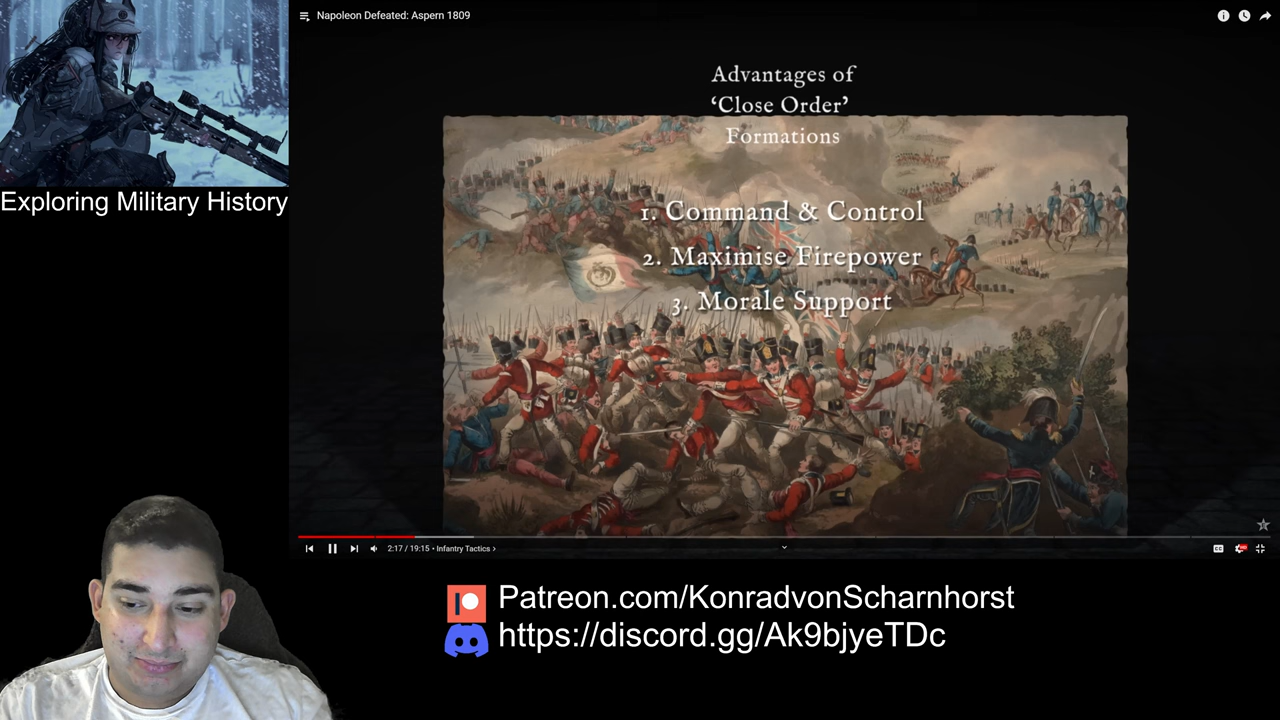 Napoleon Defeated: Aspern 1809
Advantages of
‘Close Order’
Formations
1. Command & Control
2. Maximise Firepower
3. Morale Support
Exploring Military History
2:17 / 19:15 • Infantry Tactics >
CC
Patreon.com/KonradvonScharnhorst
https://discord.gg/Ak9bjyeTDc